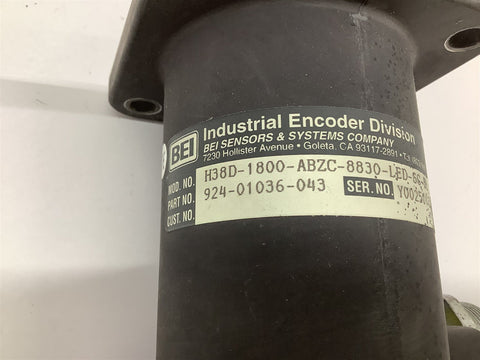 BEI
Industrial Encoder Division
BEI SENSORS & SYSTEMS COMPANY
7230 Hollister Avenue • Goleta, CA 93117-2891 •
MOD. NO. H38D-1800-ABZC-8830-LED-
PART NO. 924-01036-043 SER. NO.
CUST. NO.